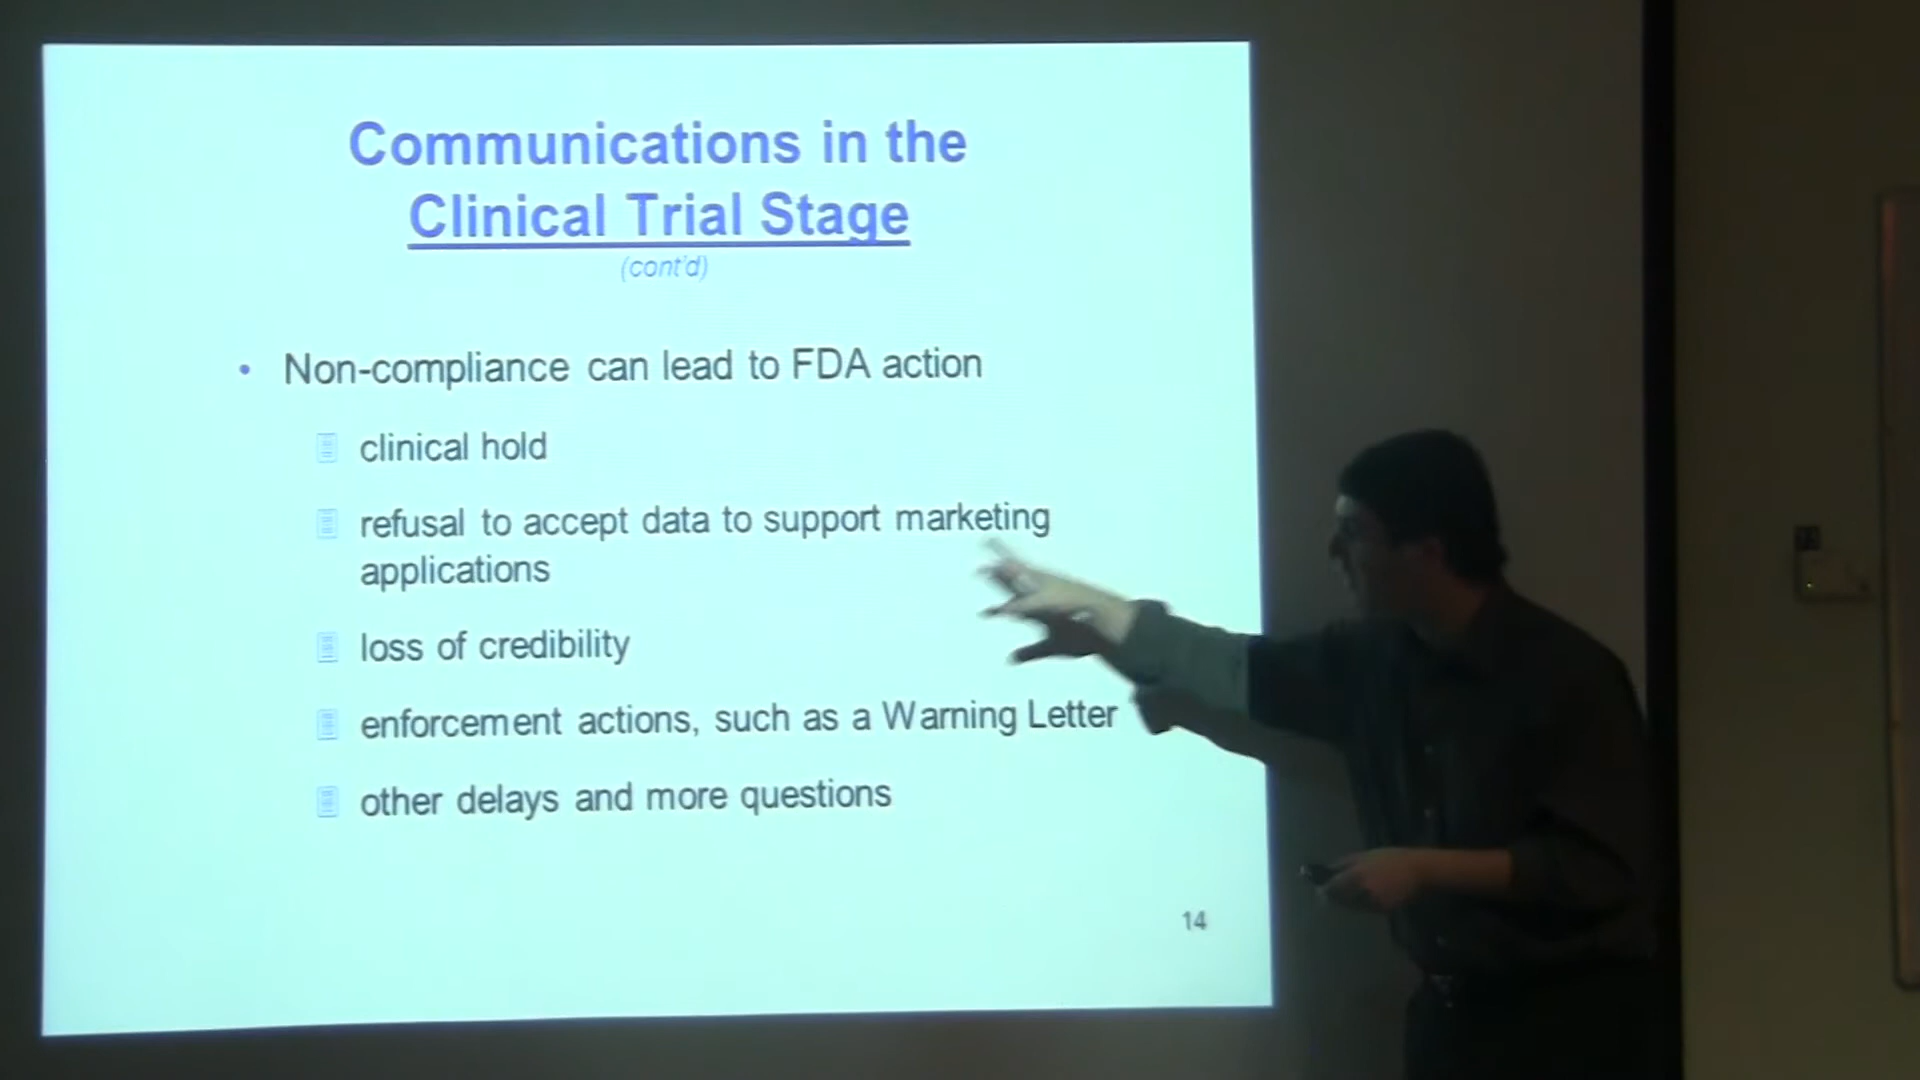 Communications in the
Clinical Trial Stage
(cont'd)
• Non-compliance can lead to FDA action
clinical hold
refusal to accept data to support marketing
applications
loss of credibility
enforcement actions, such as a Warning Letter
other delays and more questions
14